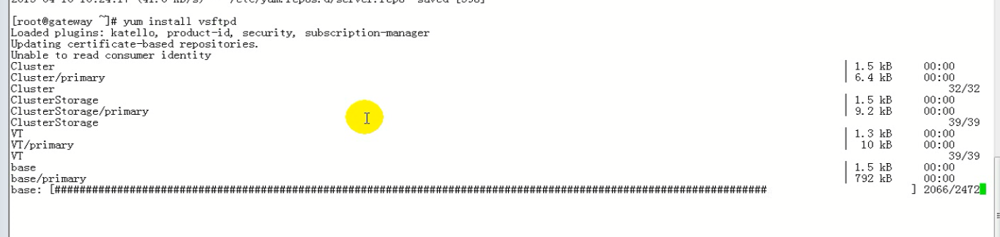 [root@gateway ~]# yum install vsftpd
Loaded plugins: katello, product-id, security, subscription-manager
Updating certificate-based repositories.
Unable to read consumer identity
Cluster | 1.5 kB 00:00
Cluster/primary | 6.4 kB 00:00
Cluster 32/32
ClusterStorage | 1.5 kB 00:00
ClusterStorage/primary | 9.2 kB 00:00
ClusterStorage 39/39
VT | 1.3 kB 00:00
VT/primary | 10 kB 00:00
VT 39/39
base | 1.5 kB 00:00
base/primary | 792 kB 00:00
base: [################################################################################################################### ] 2066/2472